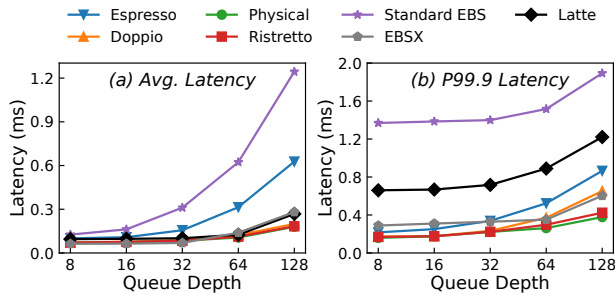 Espresso Physical Standard EBS Latte
Doppio Ristretto EBSX
(a) Avg. Latency
Latency (ms)
1.2
0.9
0.6
0.3
0.0
8 16 32 64 128
Queue Depth
(b) P99.9 Latency
Latency (ms)
2.0
1.6
1.2
0.8
0.4
0.0
8 16 32 64 128
Queue Depth